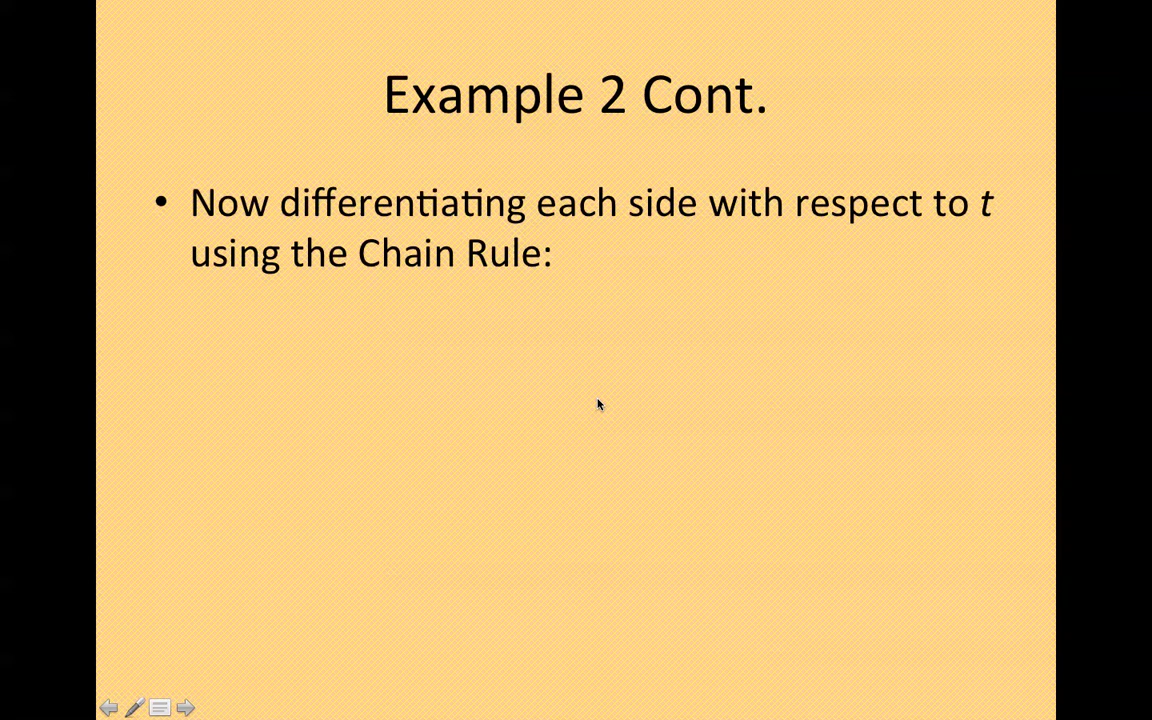 Example 2 Cont.
• Now differentiating each side with respect to t
using the Chain Rule: